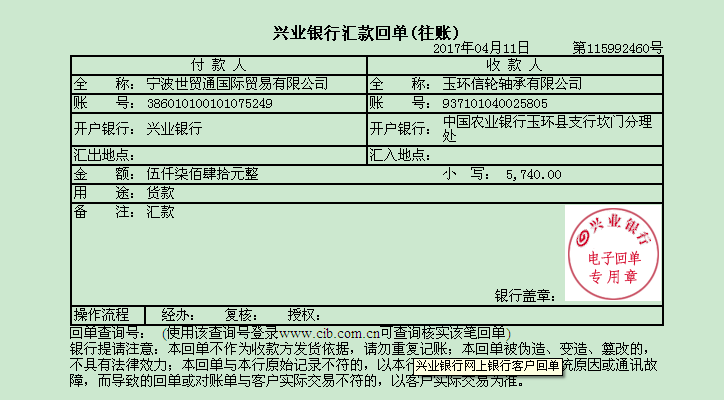 兴业银行汇款回单(往账)
2017年04月11日 第115992460号
付 款 人 收 款 人
全 称: 宁波世贸通国际贸易有限公司 全 称: 玉环信轮轴承有限公司
账 号: 386010100101075249 账 号: 937101040025805
开户银行: 兴业银行 开户银行: 中国农业银行玉环县支行坎门分理
处
汇出地点: 汇入地点:
金 额: 伍仟柒佰肆拾元整 小 写: 5,740.00
用 途: 货款
备 注: 汇款
兴业银行
电子回单
专用章
银行盖章:
操作流程 经办: 复核: 授权:
回单查询号: (使用该查询号登录www.cib.com.cn可查询核实该笔回单)
银行提请注意: 本回单不作为收款方发货依据, 请勿重复记账; 本回单被伪造、变造、篡改的,
不具有法律效力; 本回单与本行原始记录不符的, 以本行 统原因或通讯故
兴业银行网上银行客户回单
障, 而导致的回单或对账单与客户实际交易不符的, 以客户实际交易为准。